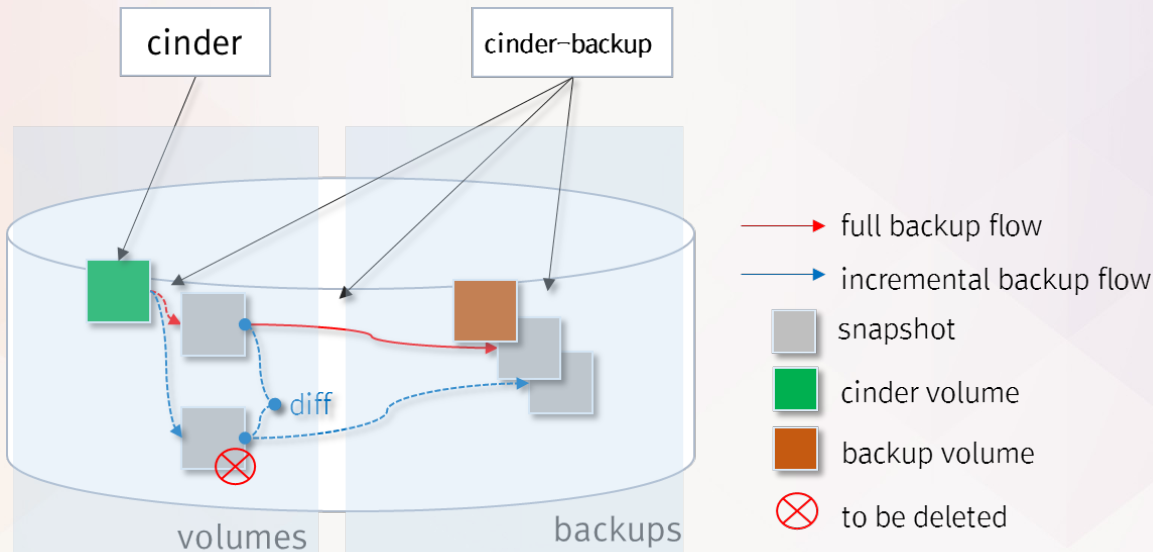 cinder
cinder-backup
full backup flow
incremental backup flow
snapshot
cinder volume
diff
backup volume
to be deleted
volumes
backups